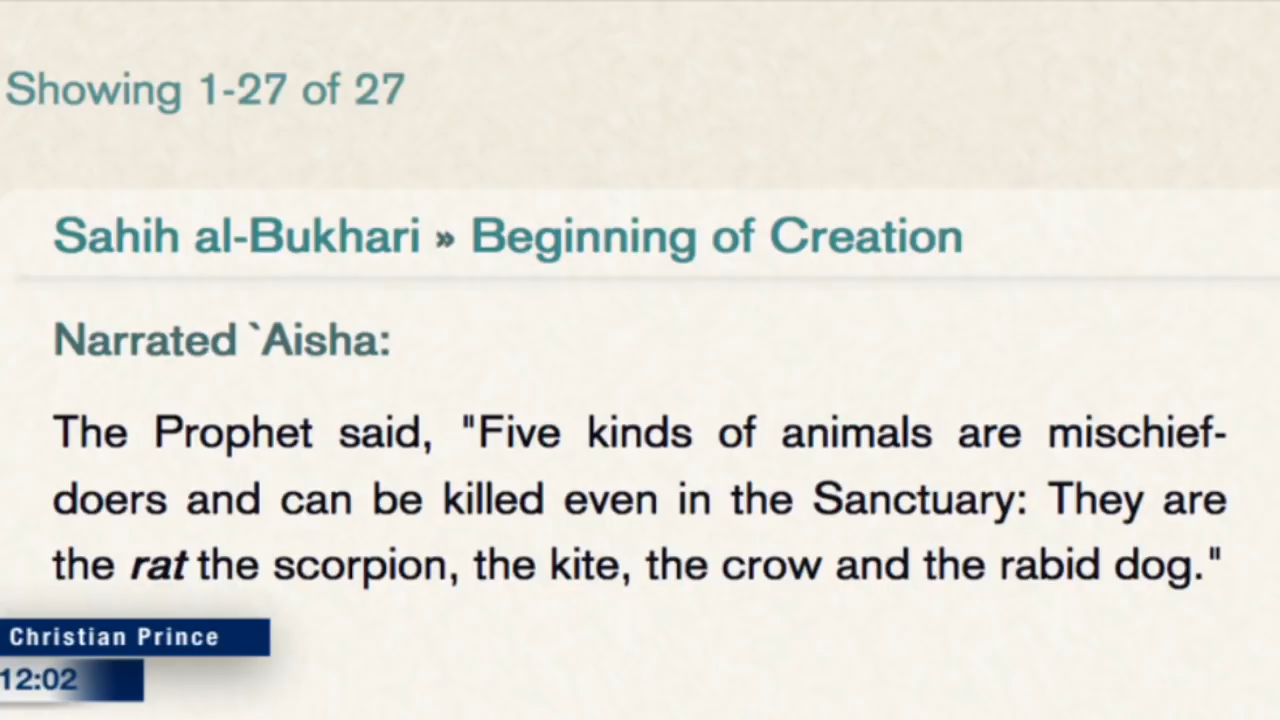 Showing 1-27 of 27
Sahih al-Bukhari » Beginning of Creation
Narrated `Aisha:
The Prophet said, "Five kinds of animals are mischief-
doers and can be killed even in the Sanctuary: They are
the rat the scorpion, the kite, the crow and the rabid dog."
Christian Prince
12:02